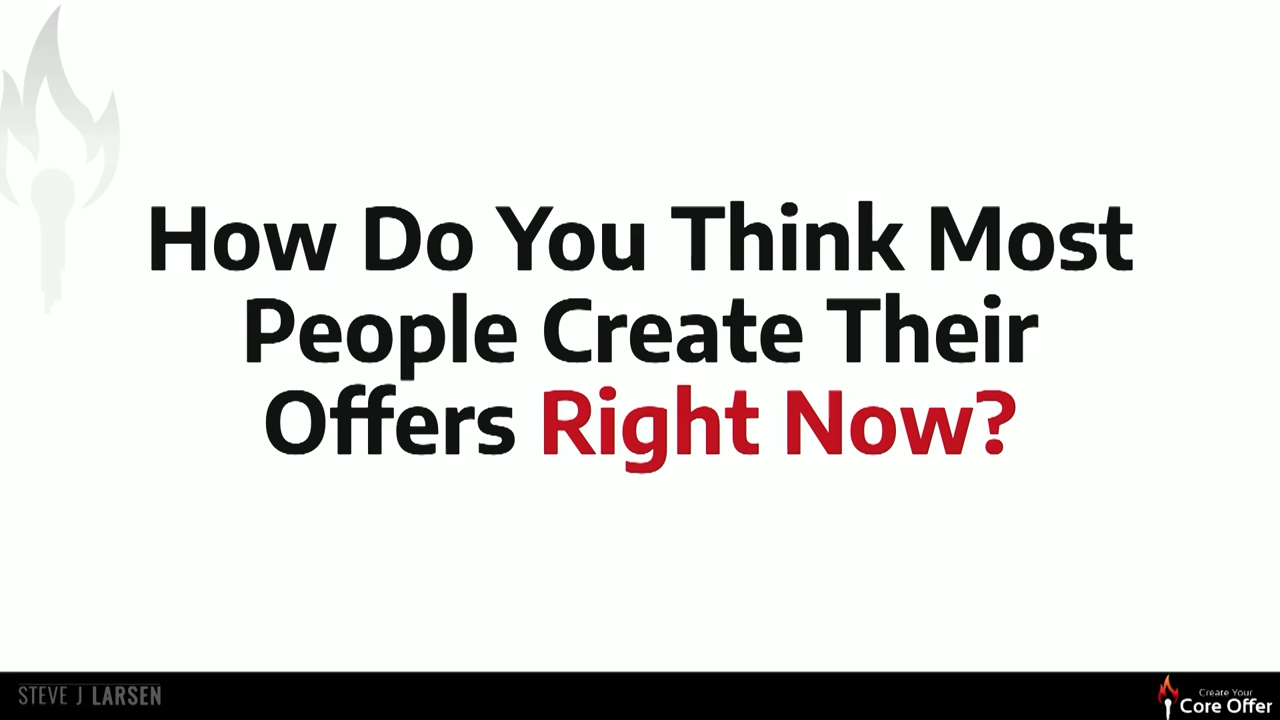 How Do You Think Most
People Create Their
Offers Right Now?
STEVE J LARSEN
Create Your
Core Offer